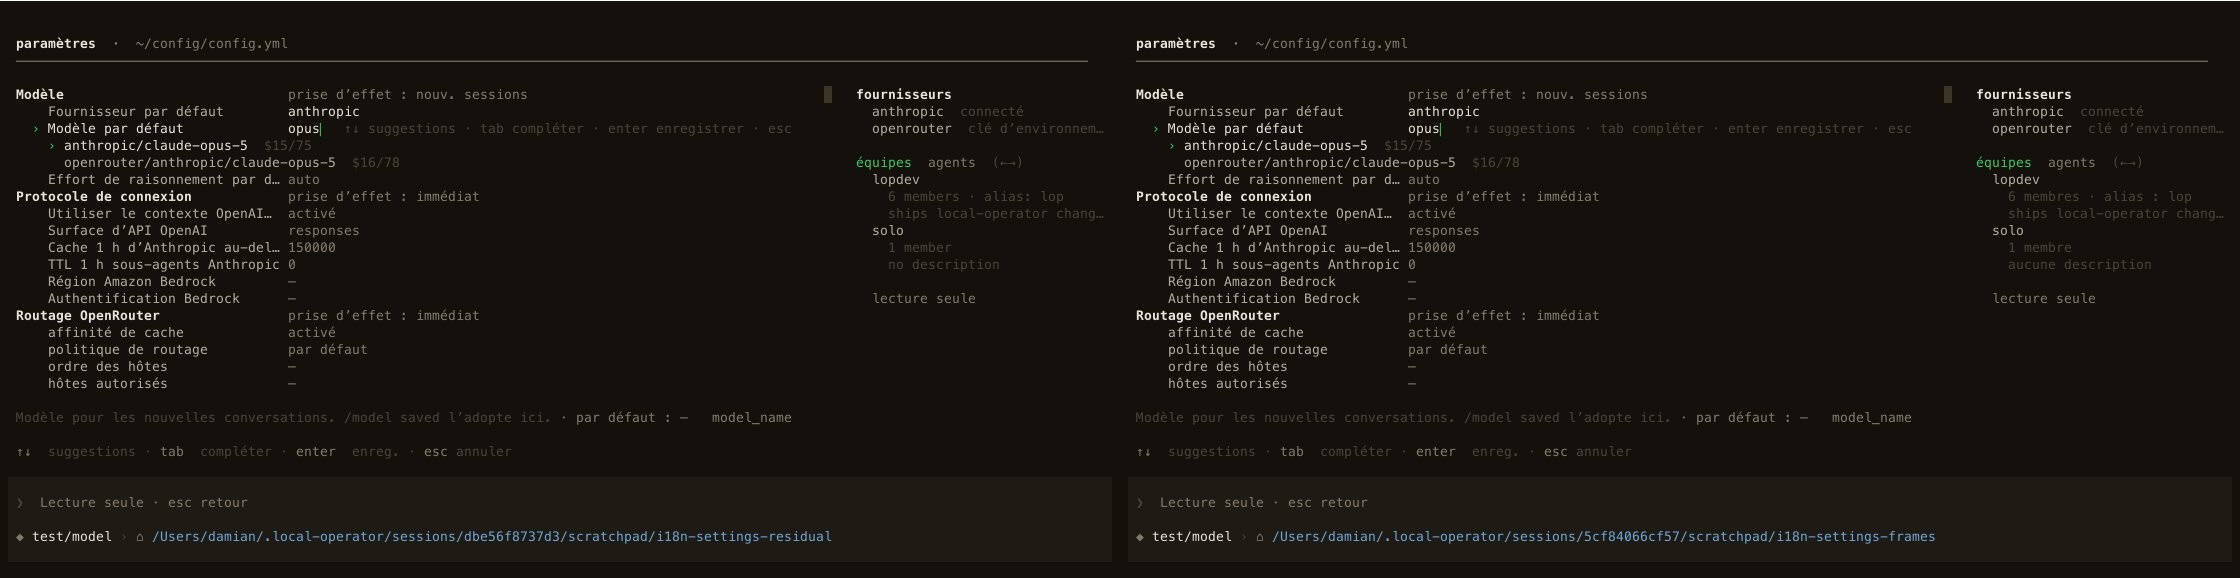 paramètres · ~/config/config.yml
Modèle prise d’effet : nouv. sessions
Fournisseur par défaut anthropic
› Modèle par défaut opus ↑↓ suggestions · tab compléter · enter enregistrer · esc
› anthropic/claude-opus-5 $15/75
openrouter/anthropic/claude-opus-5 $16/78
Effort de raisonnement par d… auto
Protocole de connexion prise d’effet : immédiat
Utiliser le contexte OpenAI… activé
Surface d’API OpenAI responses
Cache 1 h d’Anthropic au-del… 150000
TTL 1 h sous-agents Anthropic 0
Région Amazon Bedrock —
Authentification Bedrock —
Routage OpenRouter prise d’effet : immédiat
affinité de cache activé
politique de routage par défaut
ordre des hôtes —
hôtes autorisés —
fournisseurs
anthropic connecté
openrouter clé d’environnem…
équipes agents (←→)
lopdev
6 members · alias: lop
ships local-operator chang…
solo
1 member
no description
lecture seule
Modèle pour les nouvelles conversations. /model saved l’adopte ici. · par défaut : — model_name
↑↓ suggestions · tab compléter · enter enreg. · esc annuler
❯ Lecture seule · esc retour
◆ test/model › ⌂ /Users/damian/.local-operator/sessions/dbe56f8737d3/scratchpad/i18n-settings-residual
paramètres · ~/config/config.yml
Modèle prise d’effet : nouv. sessions
Fournisseur par défaut anthropic
› Modèle par défaut opus ↑↓ suggestions · tab compléter · enter enregistrer · esc
› anthropic/claude-opus-5 $15/75
openrouter/anthropic/claude-opus-5 $16/78
Effort de raisonnement par d… auto
Protocole de connexion prise d’effet : immédiat
Utiliser le contexte OpenAI… activé
Surface d’API OpenAI responses
Cache 1 h d’Anthropic au-del… 150000
TTL 1 h sous-agents Anthropic 0
Région Amazon Bedrock —
Authentification Bedrock —
Routage OpenRouter prise d’effet : immédiat
affinité de cache activé
politique de routage par défaut
ordre des hôtes —
hôtes autorisés —
fournisseurs
anthropic connecté
openrouter clé d’environnem…
équipes agents (←→)
lopdev
6 membres · alias : lop
ships local-operator chang…
solo
1 membre
aucune description
lecture seule
Modèle pour les nouvelles conversations. /model saved l’adopte ici. · par défaut : — model_name
↑↓ suggestions · tab compléter · enter enreg. · esc annuler
❯ Lecture seule · esc retour
◆ test/model › ⌂ /Users/damian/.local-operator/sessions/5cf84066cf57/scratchpad/i18n-settings-frames